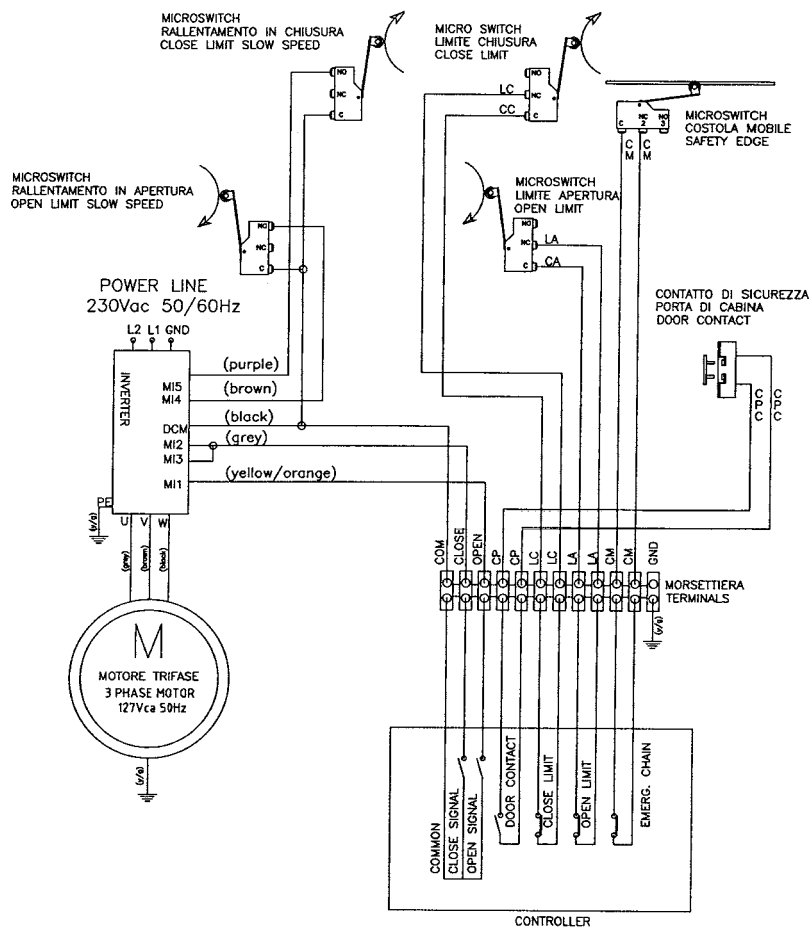 MICROSWITCH
RALLENTAMENTO IN CHIUSURA
CLOSE LIMIT SLOW SPEED
NO
NC
C
MICRO SWITCH
LIMITE CHIUSURA
CLOSE LIMIT
LC
CC
NO
NC
C
C
NC
2
NO
3
CM
CM
MICROSWITCH
COSTOLA MOBILE
SAFETY EDGE
MICROSWITCH
RALLENTAMENTO IN APERTURA
OPEN LIMIT SLOW SPEED
NO
NC
C
MICROSWITCH
LIMITE APERTURA
OPEN LIMIT
NO
NC
C
LA
CA
POWER LINE
230Vac 50/60Hz
L2 L1 GND
CONTATTO DI SICUREZZA
PORTA DI CABINA
DOOR CONTACT
CPC
CPC
INVERTER
MI5
(purple)
MI4
(brown)
DCM
(black)
MI2
(grey)
MI3
MI1
(yellow/orange)
PE
(y/g)
U V W
(grey)
(brown)
(black)
COM
CLOSE
OPEN
CP
CP
LC
LC
LA
LA
CM
CM
GND
MORSETTIERA
TERMINALS
(y/g)
M
MOTORE TRIFASE
3 PHASE MOTOR
127Vca 50Hz
(y/g)
COMMON
CLOSE SIGNAL
OPEN SIGNAL
DOOR CONTACT
CLOSE LIMIT
OPEN LIMIT
EMERG. CHAIN
CONTROLLER